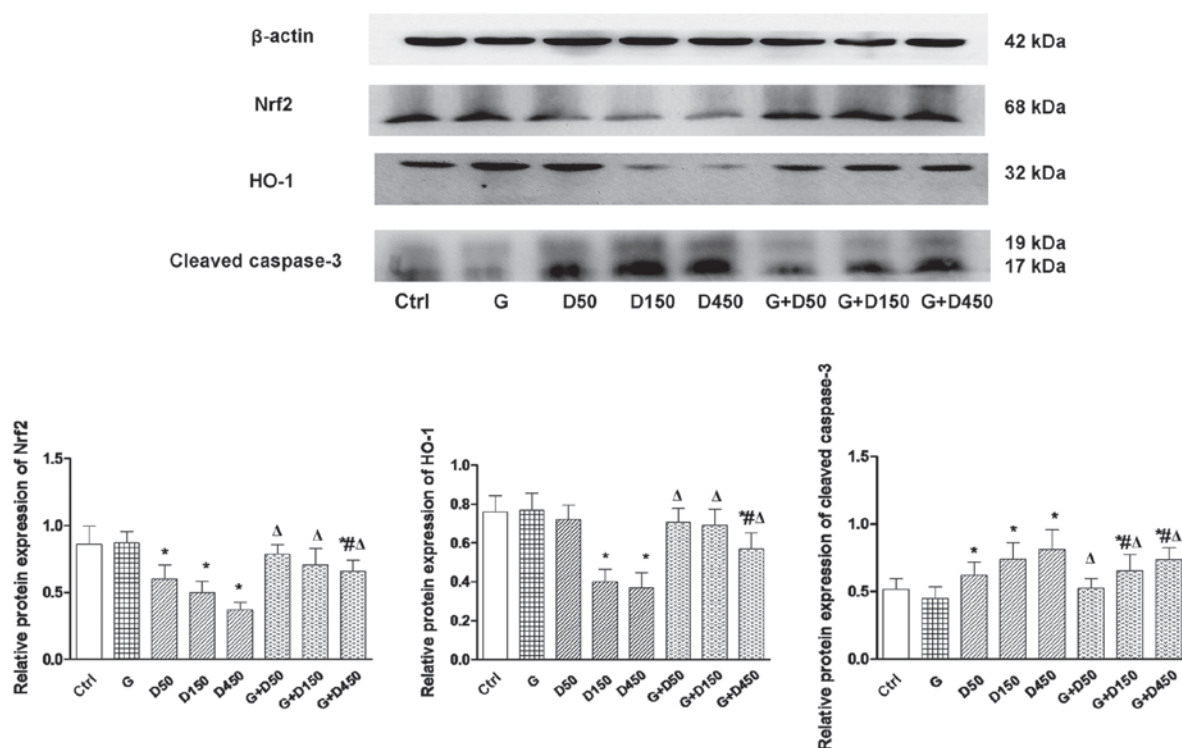 β-actin
42 kDa
Nrf2
68 kDa
HO-1
32 kDa
Cleaved caspase-3
19 kDa
17 kDa
Ctrl G D50 D150 D450 G+D50 G+D150 G+D450
Relative protein expression of Nrf2
1.5
1.0
0.5
0.0
* * * Δ Δ *#Δ
Ctrl G D50 D150 D450 G+D50 G+D150 G+D450
Relative protein expression of HO-1
1.0
0.8
0.6
0.4
0.2
0.0
* * Δ Δ *#Δ
Ctrl G D50 D150 D450 G+D50 G+D150 G+D450
Relative protein expression of cleaved caspase-3
1.5
1.0
0.5
0.0
* * * Δ *#Δ *#Δ
Ctrl G D50 D150 D450 G+D50 G+D150 G+D450